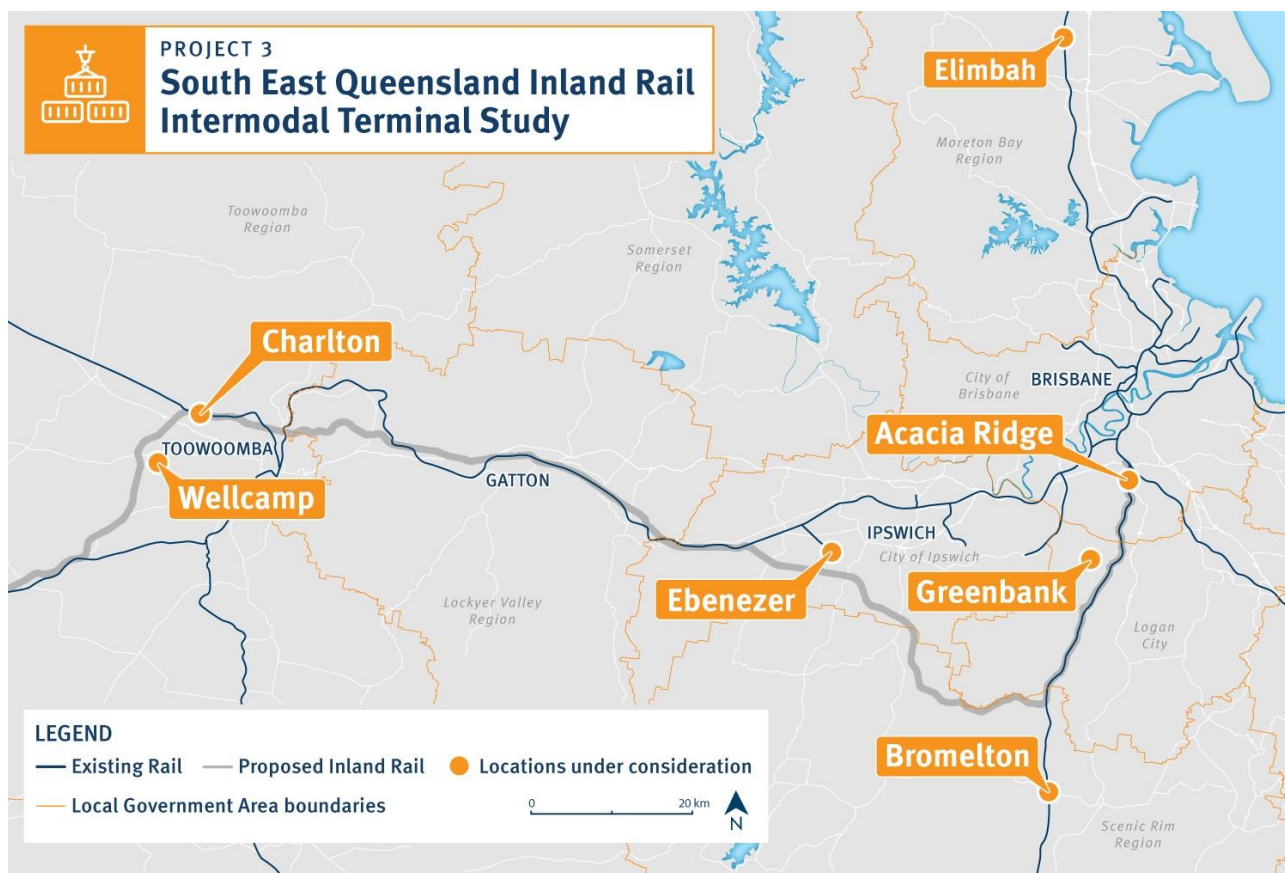 PROJECT 3
South East Queensland Inland Rail
Intermodal Terminal Study
Elimbah
Moreton Bay
Region
Toowoomba
Region
Somerset
Region
Charlton
City of
Brisbane
BRISBANE
Acacia Ridge
TOOWOOMBA
Wellcamp
GATTON
IPSWICH
City of Ipswich
Ebenezer
Greenbank
Lockyer Valley
Region
Logan
City
Bromelton
Scenic Rim
Region
LEGEND
Existing Rail
Proposed Inland Rail
Locations under consideration
Local Government Area boundaries
0 20 km
N